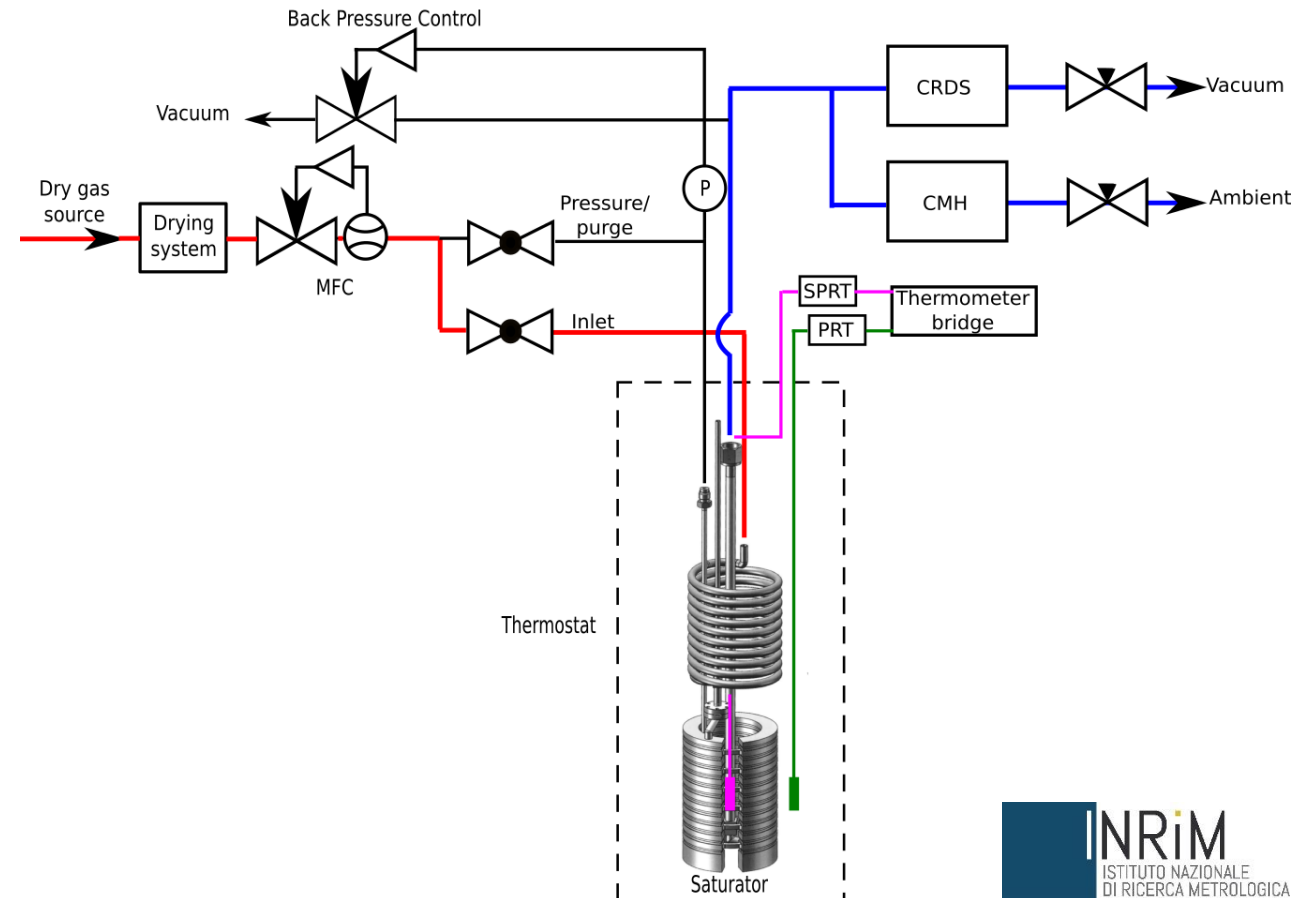 Back Pressure Control
Vacuum
CRDS
Vacuum
P
Dry gas
source
Drying
system
MFC
Pressure/
purge
CMH
Ambient
Inlet
SPRT
PRT
Thermometer
bridge
Thermostat
Saturator
INRiM
ISTITUTO NAZIONALE
DI RICERCA METROLOGICA